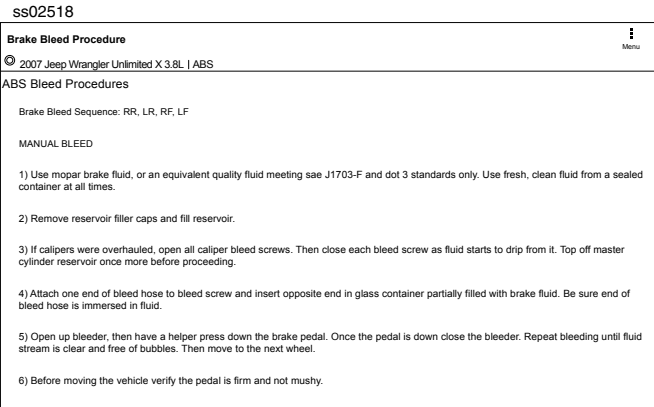 ss02518
Brake Bleed Procedure
Menu
2007 Jeep Wrangler Unlimited X 3.8L | ABS
ABS Bleed Procedures
Brake Bleed Sequence: RR, LR, RF, LF
MANUAL BLEED
1) Use mopar brake fluid, or an equivalent quality fluid meeting sae J1703-F and dot 3 standards only. Use fresh, clean fluid from a sealed
container at all times.
2) Remove reservoir filler caps and fill reservoir.
3) If calipers were overhauled, open all caliper bleed screws. Then close each bleed screw as fluid starts to drip from it. Top off master
cylinder reservoir once more before proceeding.
4) Attach one end of bleed hose to bleed screw and insert opposite end in glass container partially filled with brake fluid. Be sure end of
bleed hose is immersed in fluid.
5) Open up bleeder, then have a helper press down the brake pedal. Once the pedal is down close the bleeder. Repeat bleeding until fluid
stream is clear and free of bubbles. Then move to the next wheel.
6) Before moving the vehicle verify the pedal is firm and not mushy.